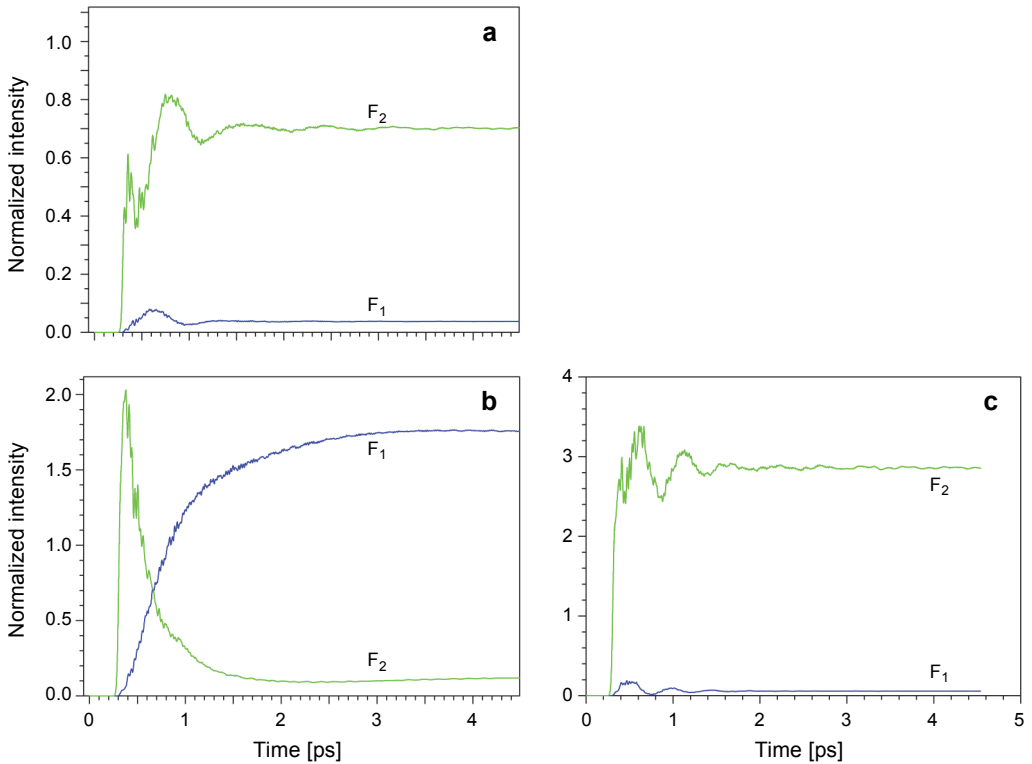 a
Normalized intensity
1.0
0.8
0.6
0.4
0.2
0.0
F2
F1
b
Normalized intensity
2.0
1.5
1.0
0.5
0.0
F1
F2
0 1 2 3 4
Time [ps]
c
4
3
2
1
0
F2
F1
0 1 2 3 4 5
Time [ps]